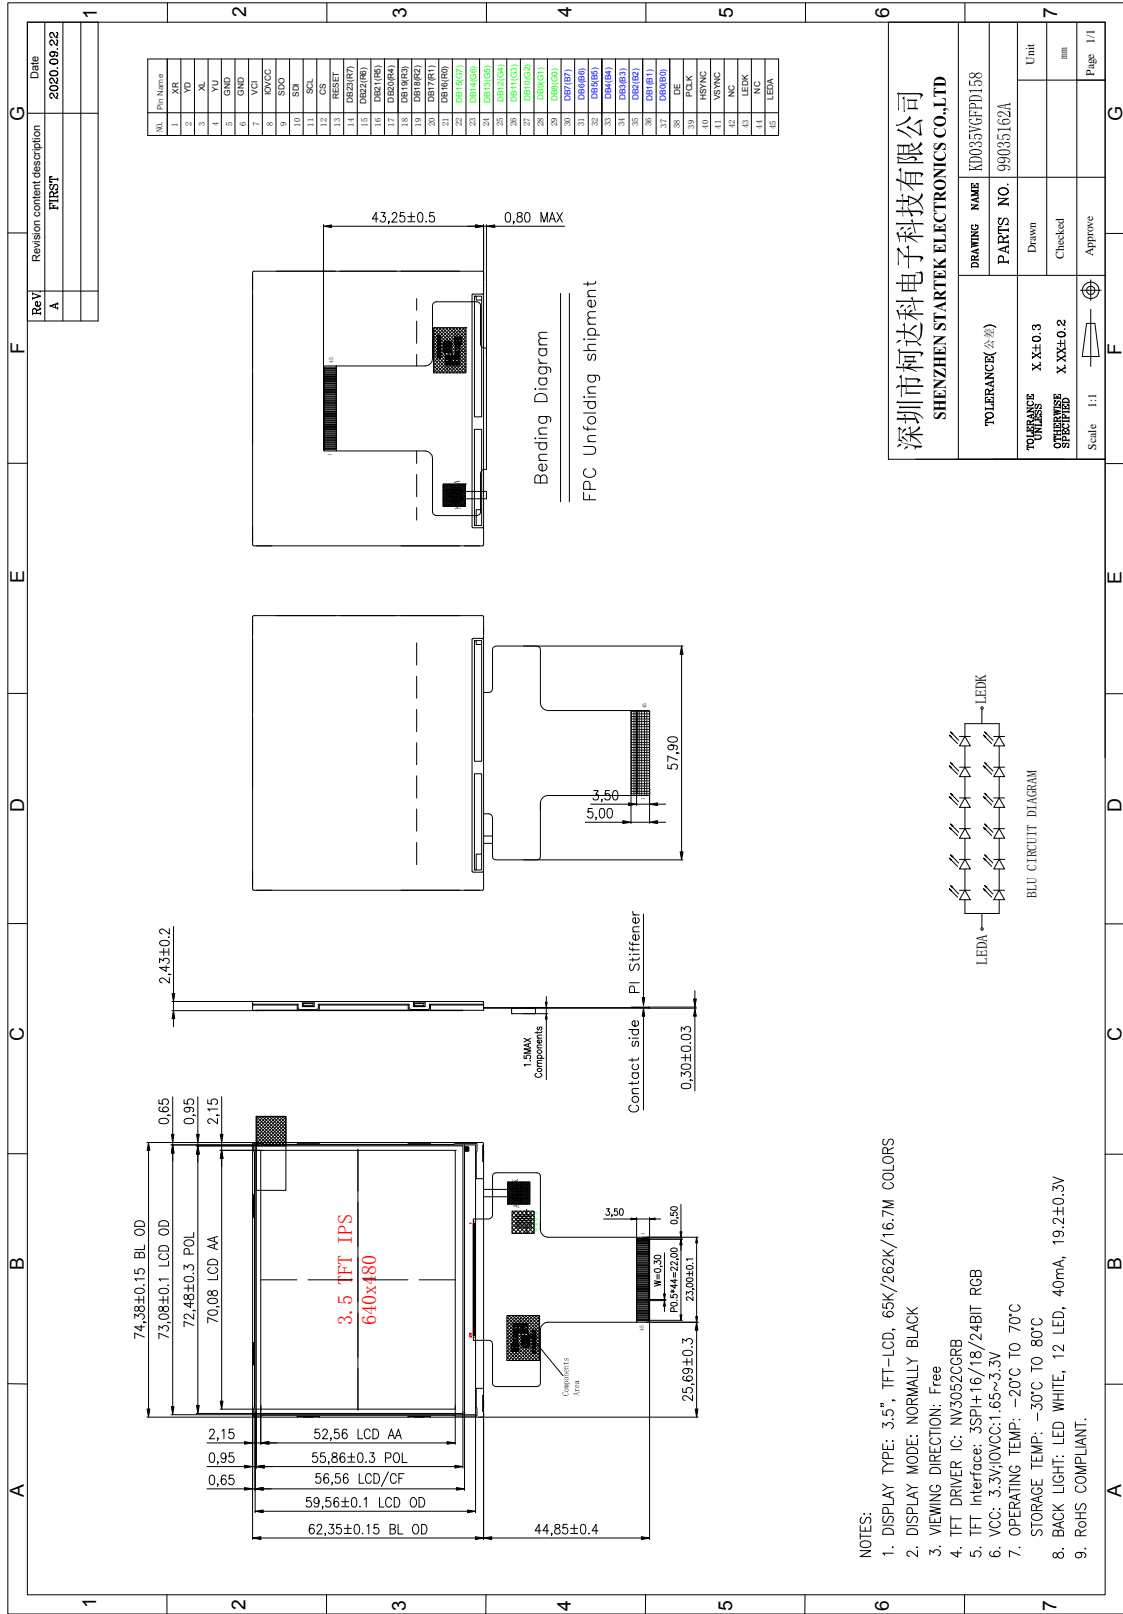 ReV.
Revision content description
Date
A
FIRST
2020.09.22
NO. Pin Name
1 XR
2 YD
3 XL
4 YU
5 GND
6 GND
7 VCI
8 IOVCC
9 SDO
10 SDI
11 SCL
12 CS
13 RESET
14 DB23(R7)
15 DB22(R6)
16 DB21(R5)
17 DB20(R4)
18 DB19(R3)
19 DB18(R2)
20 DB17(R1)
21 DB16(R0)
22 DB15(G7)
23 DB14(G6)
24 DB13(G5)
25 DB12(G4)
26 DB11(G3)
27 DB10(G2)
28 DB9(G1)
29 DB8(G0)
30 DB7(B7)
31 DB6(B6)
32 DB5(B5)
33 DB4(B4)
34 DB3(B3)
35 DB2(B2)
36 DB1(B1)
37 DB0(B0)
38 DE
39 PCLK
40 HSYNC
41 VSYNC
42 NC
43 LEDK
44 NC
45 LEDA
74,38±0.15 BL OD
73,08±0.1 LCD OD
72,48±0.3 POL
70,08 LCD AA
0,65
0,95
2,15
3.5 TFT IPS
640x480
2,15
52,56 LCD AA
0,95
55,86±0.3 POL
0,65
56,56 LCD/CF
59,56±0.1 LCD OD
62,35±0.15 BL OD
44,85±0.4
Components
Area
3,50
0,50
W=0,30
P0.5*44=22,00
23,00±0.1
25,69±0.3
45
2,43±0.2
1.5MAX
Components
Contact side
PI Stiffener
0,30±0.03
3,50
5,00
57,90
1
45
43,25±0.5
0,80 MAX
1
45
Bending Diagram
FPC Unfolding shipment
LEDA
LEDK
BLU CIRCUIT DIAGRAM
NOTES:
1. DISPLAY TYPE: 3.5", TFT-LCD, 65K/262K/16.7M COLORS
2. DISPLAY MODE: NORMALLY BLACK
3. VIEWING DIRECTION: Free
4. TFT DRIVER IC: NV3052CGRB
5. TFT Interface: 3SPI+16/18/24BIT RGB
6. VCC: 3.3V;IOVCC:1.65~3.3V
7. OPERATING TEMP: -20°C TO 70°C
STORAGE TEMP: -30°C TO 80°C
8. BACK LIGHT: LED WHITE, 12 LED, 40mA, 19.2±0.3V
9. RoHS COMPLIANT.
深圳市柯达科电子科技有限公司
SHENZHEN STARTEK ELECTRONICS CO,.LTD
TOLERANCE(公差)
DRAWING NAME KD035VGFPD158
PARTS NO. 99035162A
TOLERANCE
UNLESS
X.X±0.3
OTHERWISE
SPECIFIED
X.XX±0.2
Drawn
Unit
Checked
mm
Scale 1:1
Approve
Page 1/1
A B C D E F G
A B C D E F G
1 2 3 4 5 6 7
1 2 3 4 5 6 7